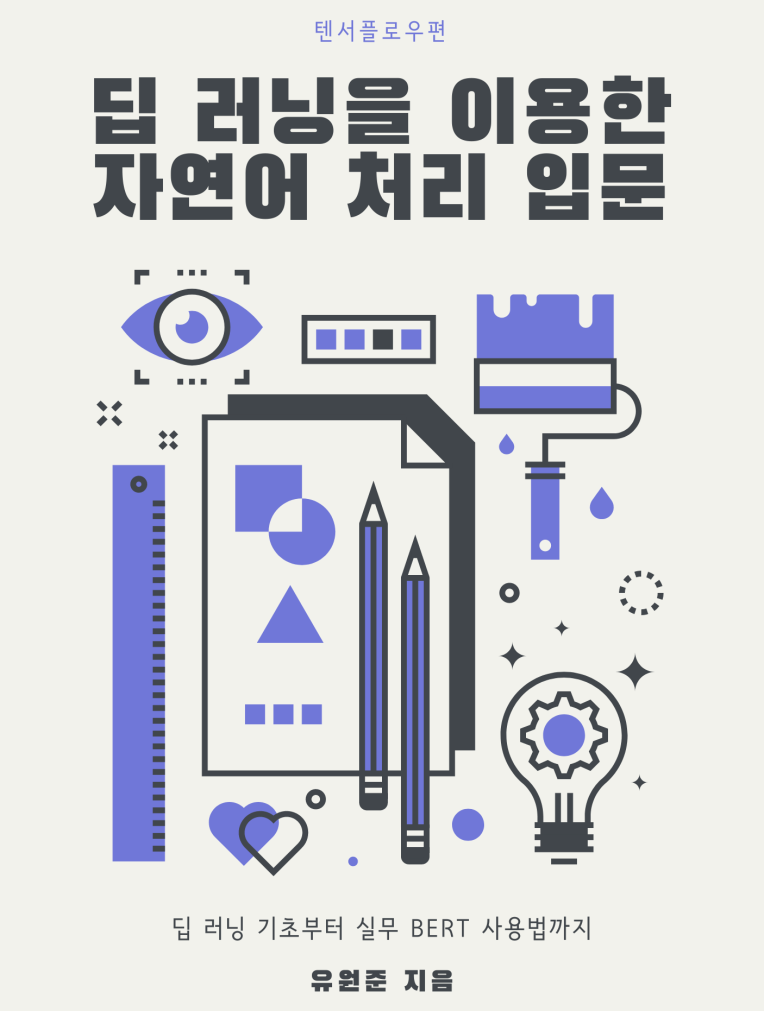 텐서플로우편
딥 러닝을 이용한
자연어 처리 입문
딥 러닝 기초부터 실무 BERT 사용법까지
유원준 지음